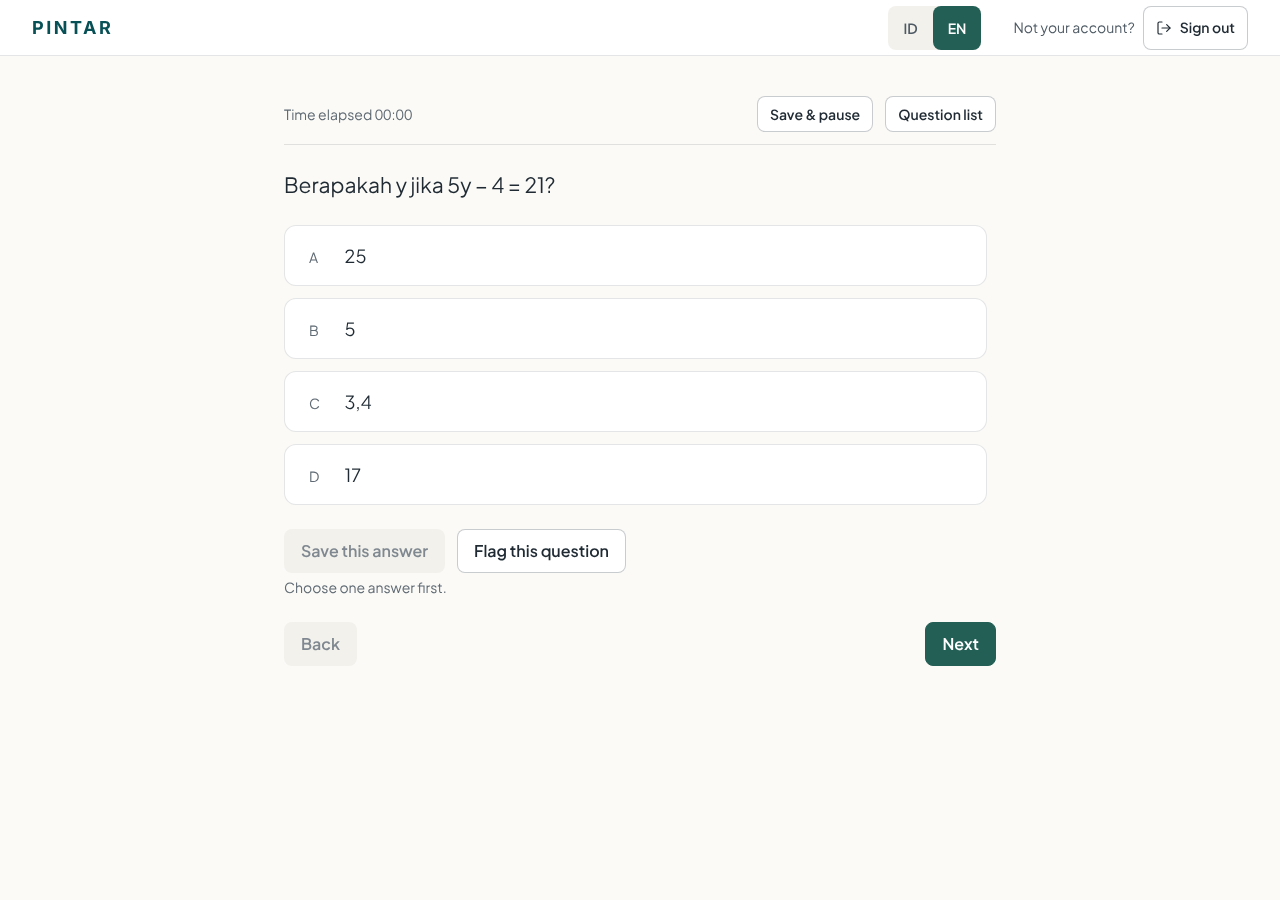 PINTAR
ID
EN
Not your account?
Sign out
Time elapsed 00:00
Save & pause
Question list
Berapakah y jika 5y – 4 = 21?
A 25
B 5
C 3,4
D 17
Save this answer
Flag this question
Choose one answer first.
Back
Next